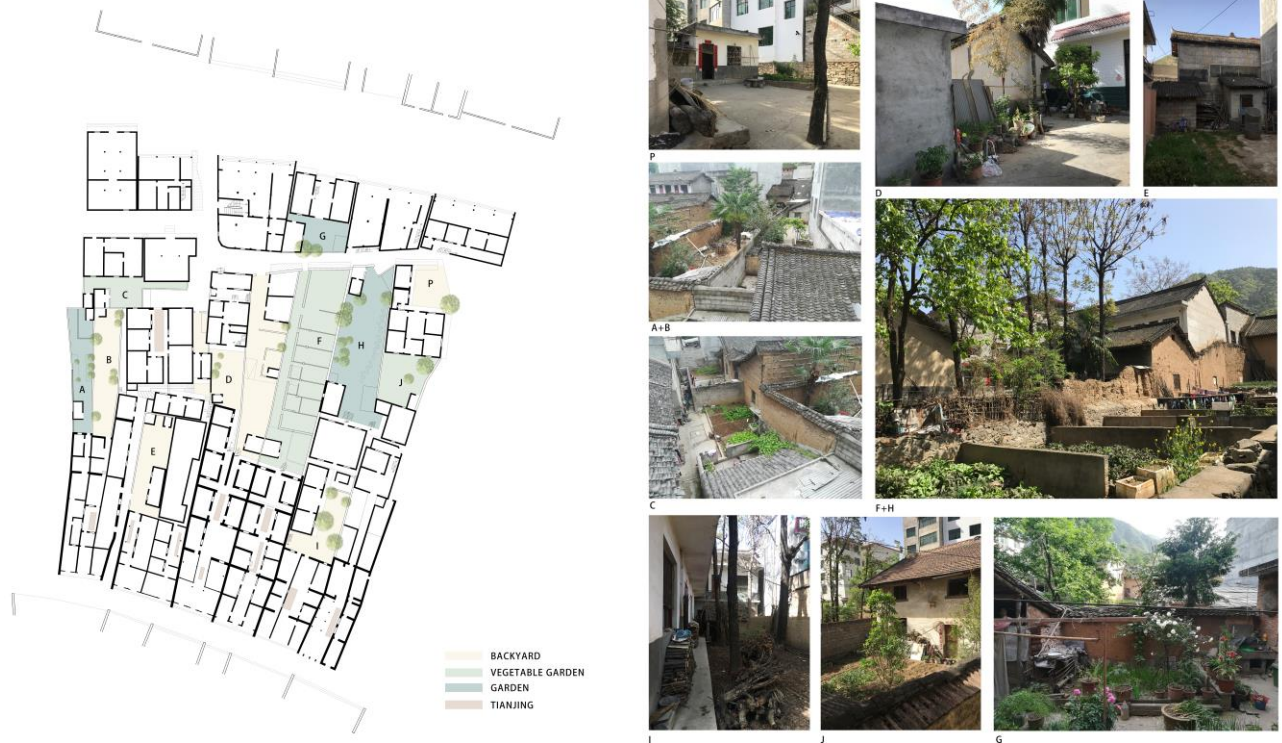 G
P
C
F
H
B
J
D
A
E
I
BACKYARD
VEGETABLE GARDEN
GARDEN
TIANJING
P
D
E
A+B
C
F+H
I
J
G